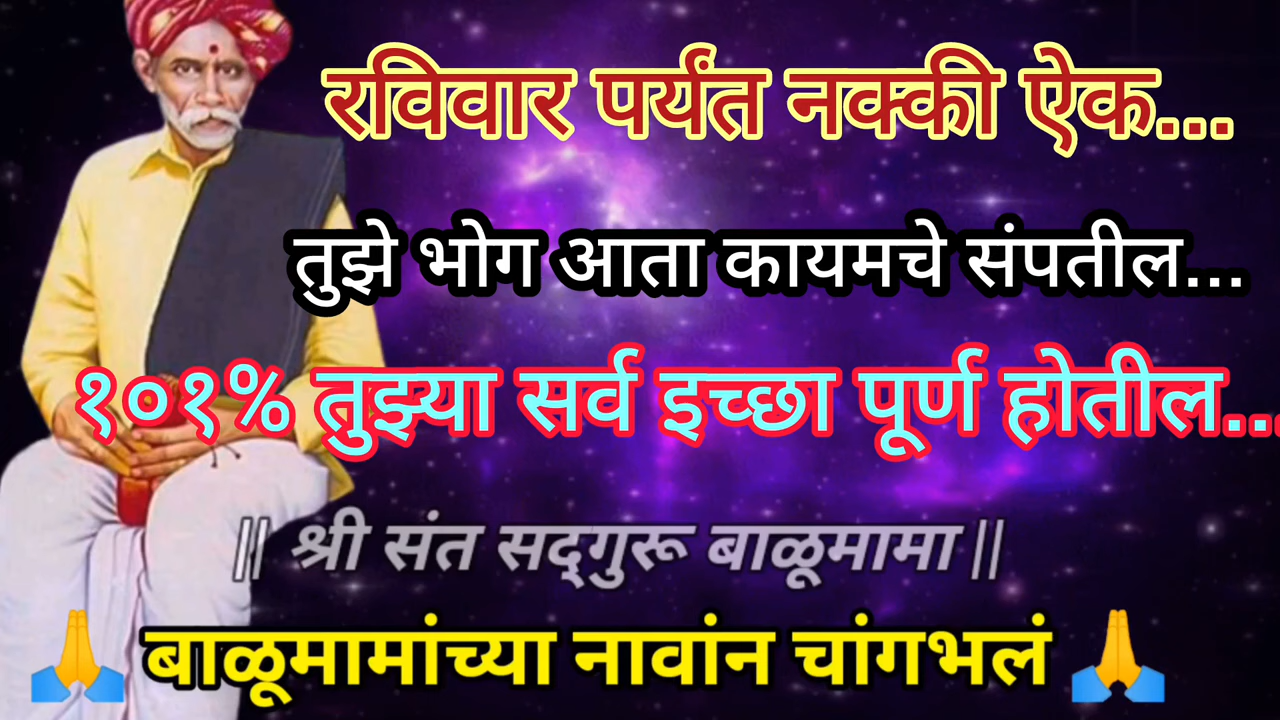 रविवार पर्यंत नक्की ऐक...
तुझे भोग आता कायमचे संपतील...
१०१% तुझ्या सर्व इच्छा पूर्ण होतील...
|| श्री संत सद्‌गुरू बाळूमामा ||
🙏 बाळूमामांच्या नावांन चांगभलं 🙏